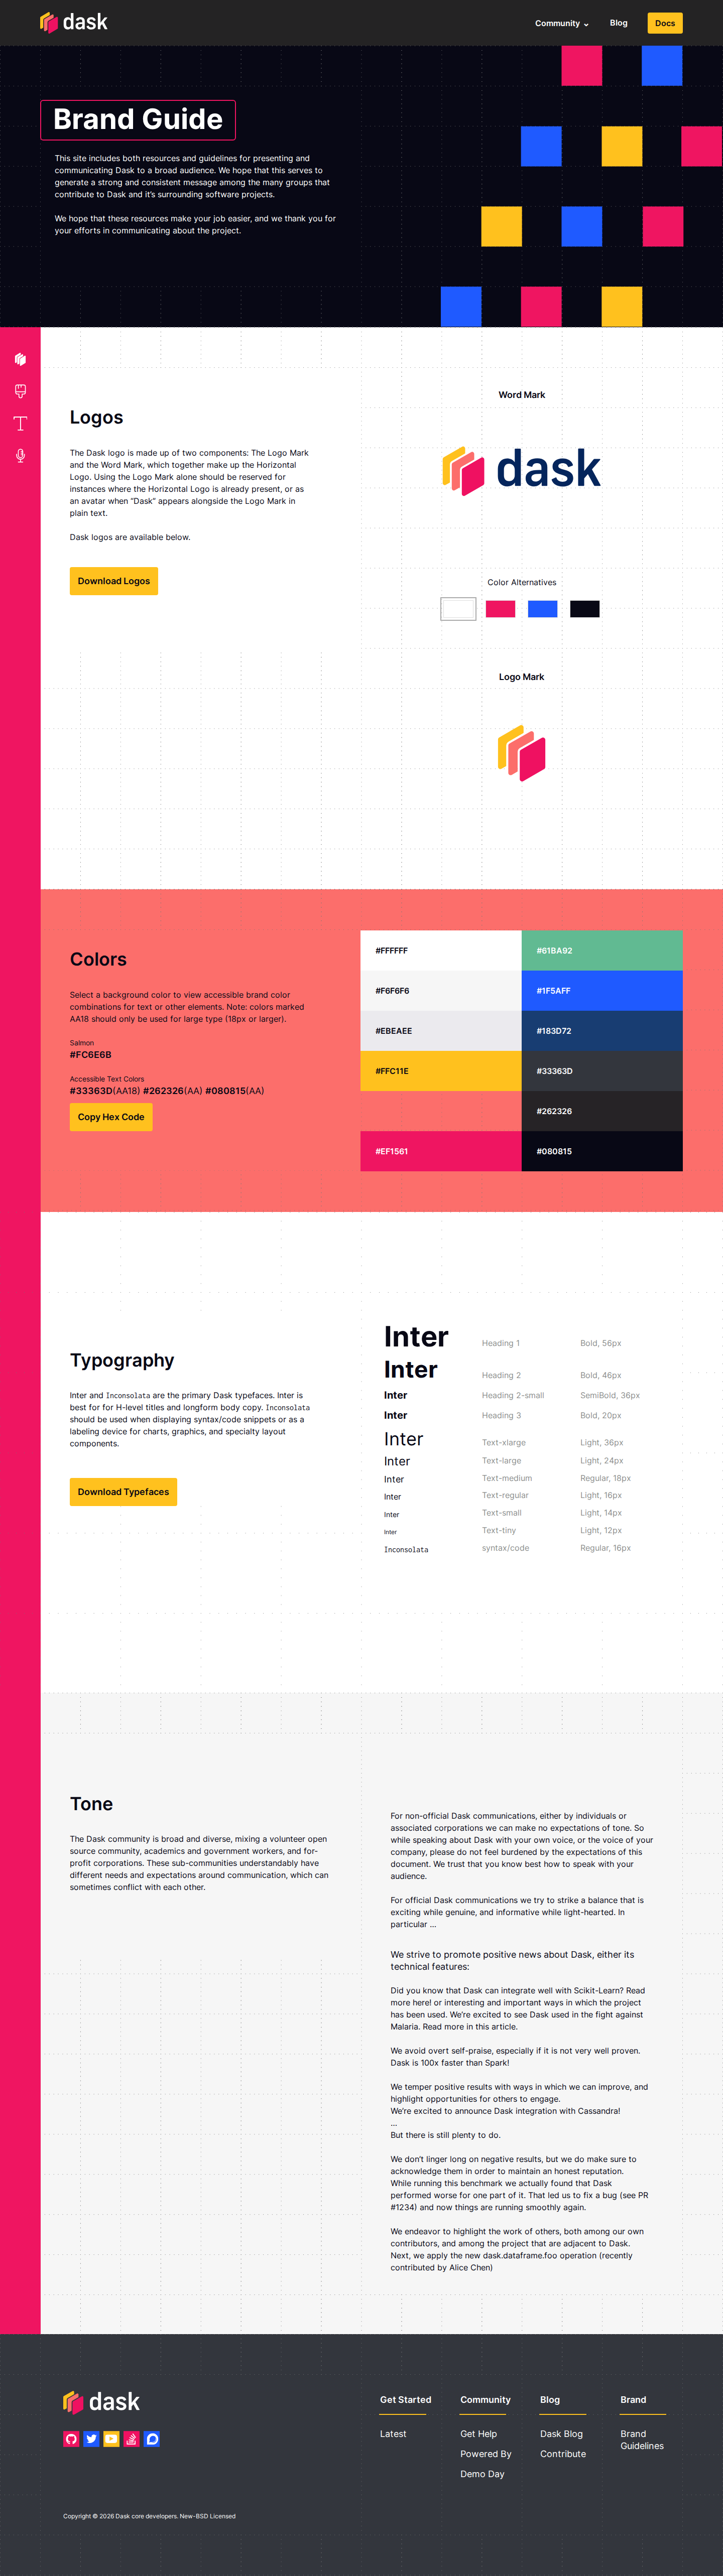 dask
Community
Blog
Docs
Brand Guide
This site includes both resources and guidelines for presenting and
communicating Dask to a broad audience. We hope that this serves to
generate a strong and consistent message among the many groups that
contribute to Dask and it's surrounding software projects.
We hope that these resources make your job easier, and we thank you for
your efforts in communicating about the project.
Logos
The Dask logo is made up of two components: The Logo Mark
and the Word Mark, which together make up the Horizontal
Logo. Using the Logo Mark alone should be reserved for
instances where the Horizontal Logo is already present, or as
an avatar when “Dask” appears alongside the Logo Mark in
plain text.
Dask logos are available below.
Download Logos
Word Mark
dask
Color Alternatives
Logo Mark
Colors
Select a background color to view accessible brand color
combinations for text or other elements. Note: colors marked
AA18 should only be used for large type (18px or larger).
Salmon
#FC6E6B
Accessible Text Colors
#33363D(AA18) #262326(AA) #080815(AA)
Copy Hex Code
#FFFFFF
#61BA92
#F6F6F6
#1F5AFF
#EBEAEE
#183D72
#FFC11E
#33363D
#262326
#EF1561
#080815
Typography
Inter and Inconsolata are the primary Dask typefaces. Inter is
best for for H-level titles and longform body copy. Inconsolata
should be used when displaying syntax/code snippets or as a
labeling device for charts, graphics, and specialty layout
components.
Download Typefaces
Inter Heading 1 Bold, 56px
Inter Heading 2 Bold, 46px
Inter Heading 2-small SemiBold, 36px
Inter Heading 3 Bold, 20px
Inter Text-xlarge Light, 36px
Inter Text-large Light, 24px
Inter Text-medium Regular, 18px
Inter Text-regular Light, 16px
Inter Text-small Light, 14px
Inter Text-tiny Light, 12px
Inconsolata syntax/code Regular, 16px
Tone
The Dask community is broad and diverse, mixing a volunteer open
source community, academics and government workers, and for-
profit corporations. These sub-communities understandably have
different needs and expectations around communication, which can
sometimes conflict with each other.
For non-official Dask communications, either by individuals or
associated corporations we can make no expectations of tone. So
while speaking about Dask with your own voice, or the voice of your
company, please do not feel burdened by the expectations of this
document. We trust that you know best how to speak with your
audience.
For official Dask communications we try to strike a balance that is
exciting while genuine, and informative while light-hearted. In
particular ...
We strive to promote positive news about Dask, either its
technical features:
Did you know that Dask can integrate well with Scikit-Learn? Read
more here! or interesting and important ways in which the project
has been used. We're excited to see Dask used in the fight against
Malaria. Read more in this article.
We avoid overt self-praise, especially if it is not very well proven.
Dask is 100x faster than Spark!
We temper positive results with ways in which we can improve, and
highlight opportunities for others to engage.
We're excited to announce Dask integration with Cassandra!
...
But there is still plenty to do.
We don't linger long on negative results, but we do make sure to
acknowledge them in order to maintain an honest reputation.
While running this benchmark we actually found that Dask
performed worse for one part of it. That led us to fix a bug (see PR
#1234) and now things are running smoothly again.
We endeavor to highlight the work of others, both among our own
contributors, and among the project that are adjacent to Dask.
Next, we apply the new dask.dataframe.foo operation (recently
contributed by Alice Chen)
dask
Get Started
Latest
Community
Get Help
Powered By
Demo Day
Blog
Dask Blog
Contribute
Brand
Brand
Guidelines
Copyright © 2026 Dask core developers. New-BSD Licensed